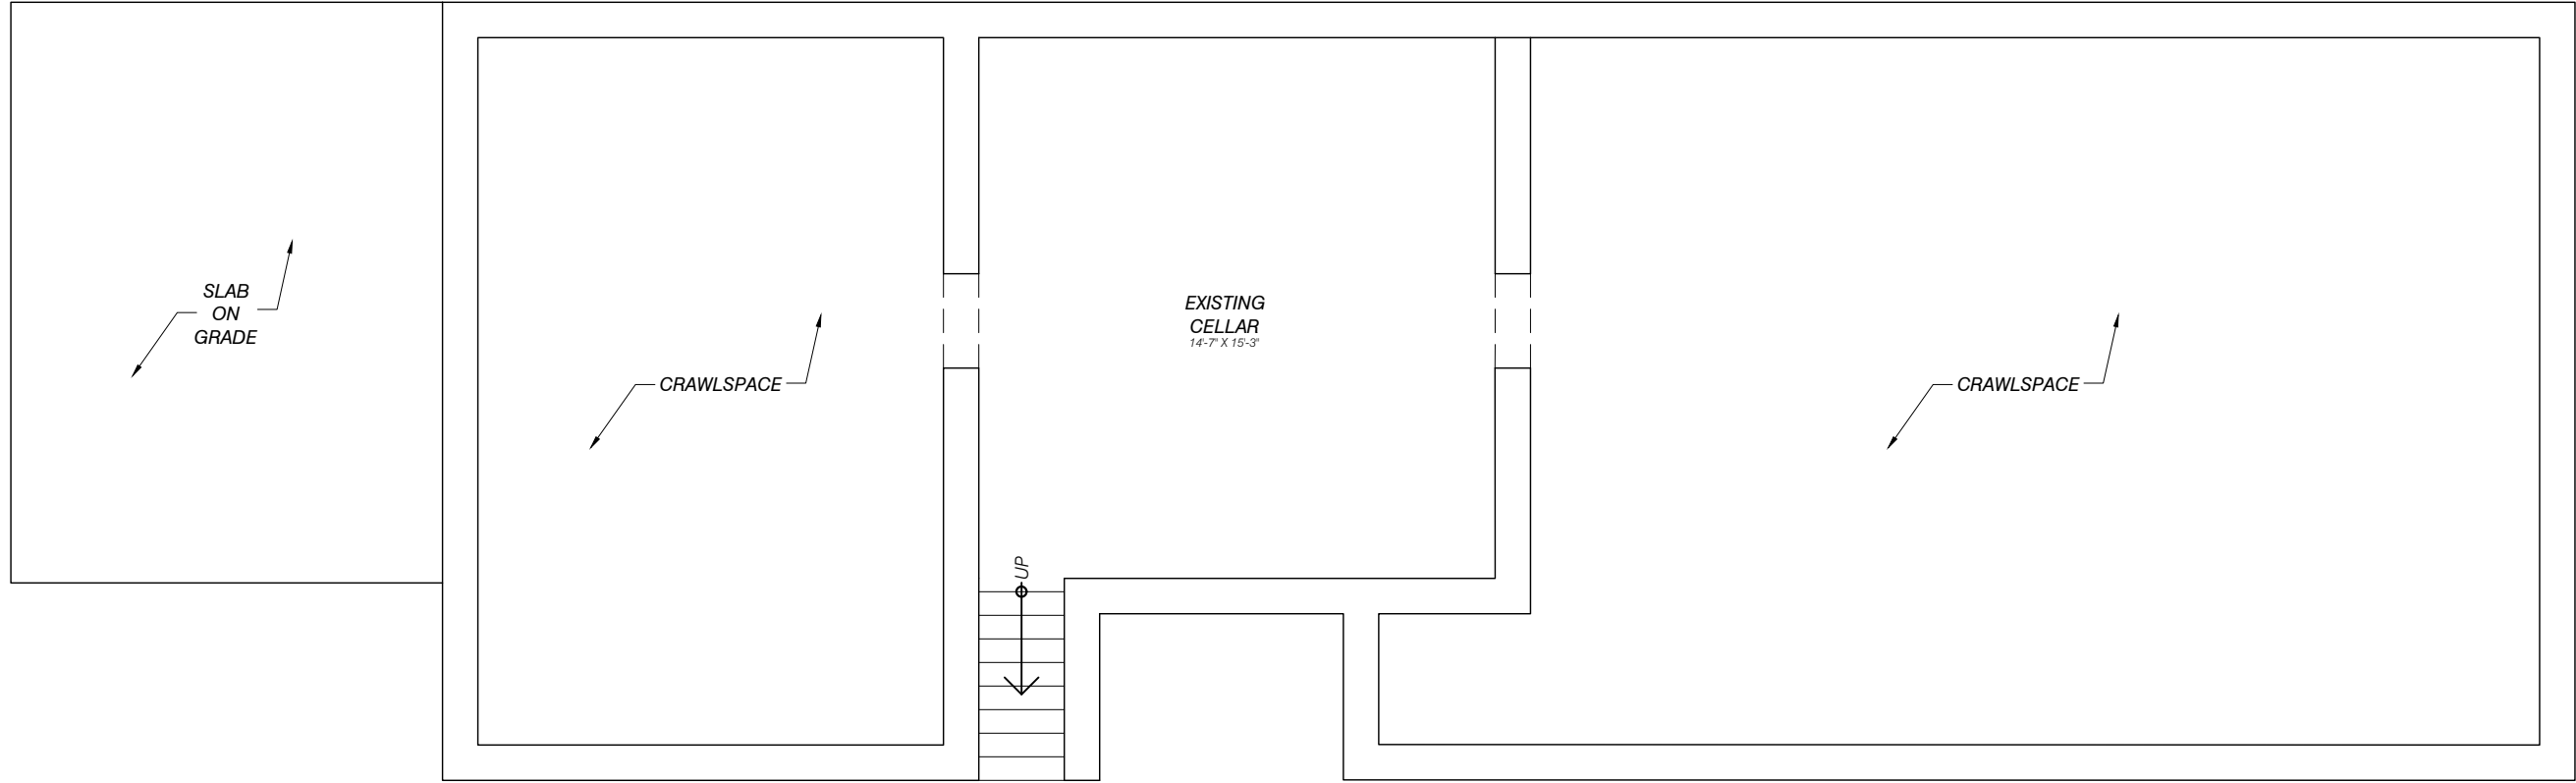 SLAB
ON
GRADE
CRAWLSPACE
EXISTING
CELLAR
14'-7" X 15'-3"
CRAWLSPACE
UP